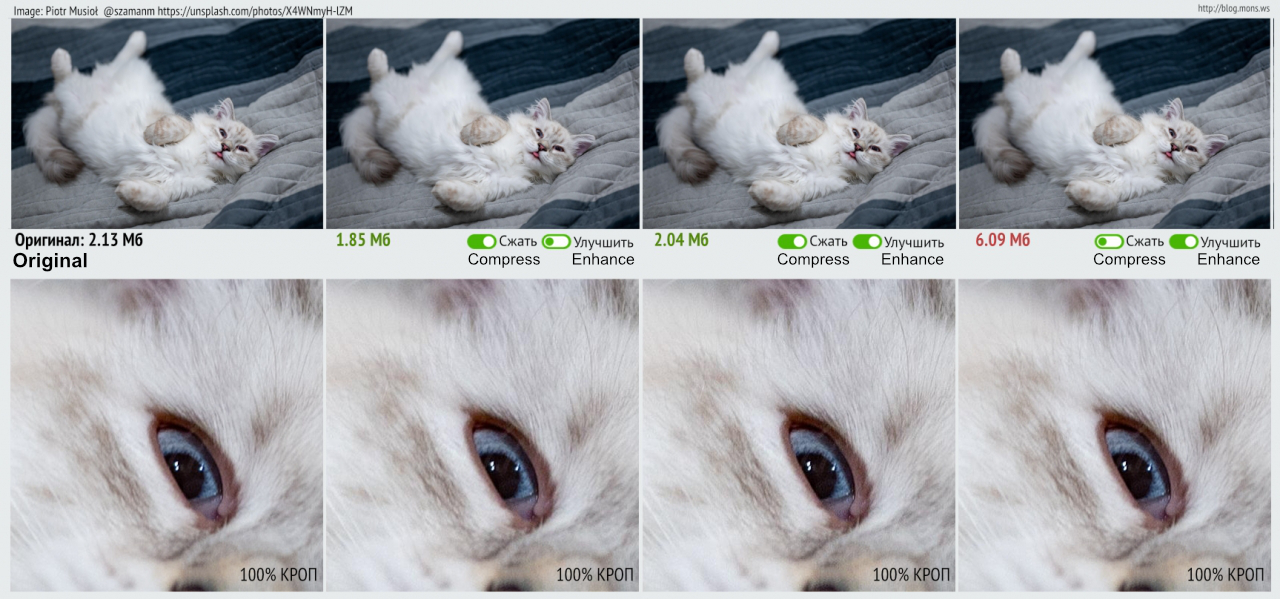 Image: Piotr Musioł @szamanm https://unsplash.com/photos/X4WNmyH-lZM
http://blog.mons.ws
Оригинал: 2.13 Мб
Original
1.85 Мб
Сжать Улучшить
Compress Enhance
2.04 Мб
Сжать Улучшить
Compress Enhance
6.09 Мб
Сжать Улучшить
Compress Enhance
100% КРОП
100% КРОП
100% КРОП
100% КРОП